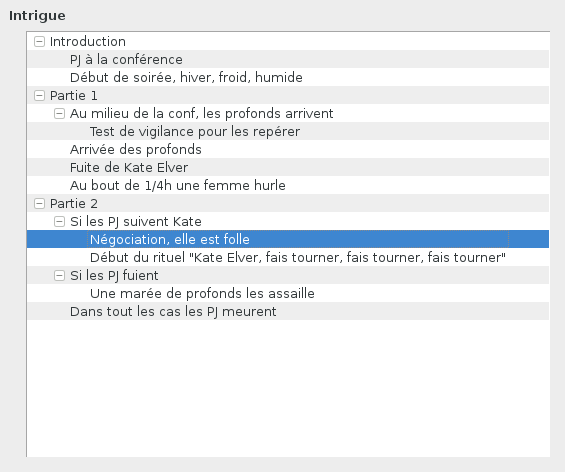 Intrigue
Introduction
PJ à la conférence
Début de soirée, hiver, froid, humide
Partie 1
Au milieu de la conf, les profonds arrivent
Test de vigilance pour les repérer
Arrivée des profonds
Fuite de Kate Elver
Au bout de 1/4h une femme hurle
Partie 2
Si les PJ suivent Kate
Négociation, elle est folle
Début du rituel "Kate Elver, fais tourner, fais tourner, fais tourner"
Si les PJ fuient
Une marée de profonds les assaille
Dans tout les cas les PJ meurent